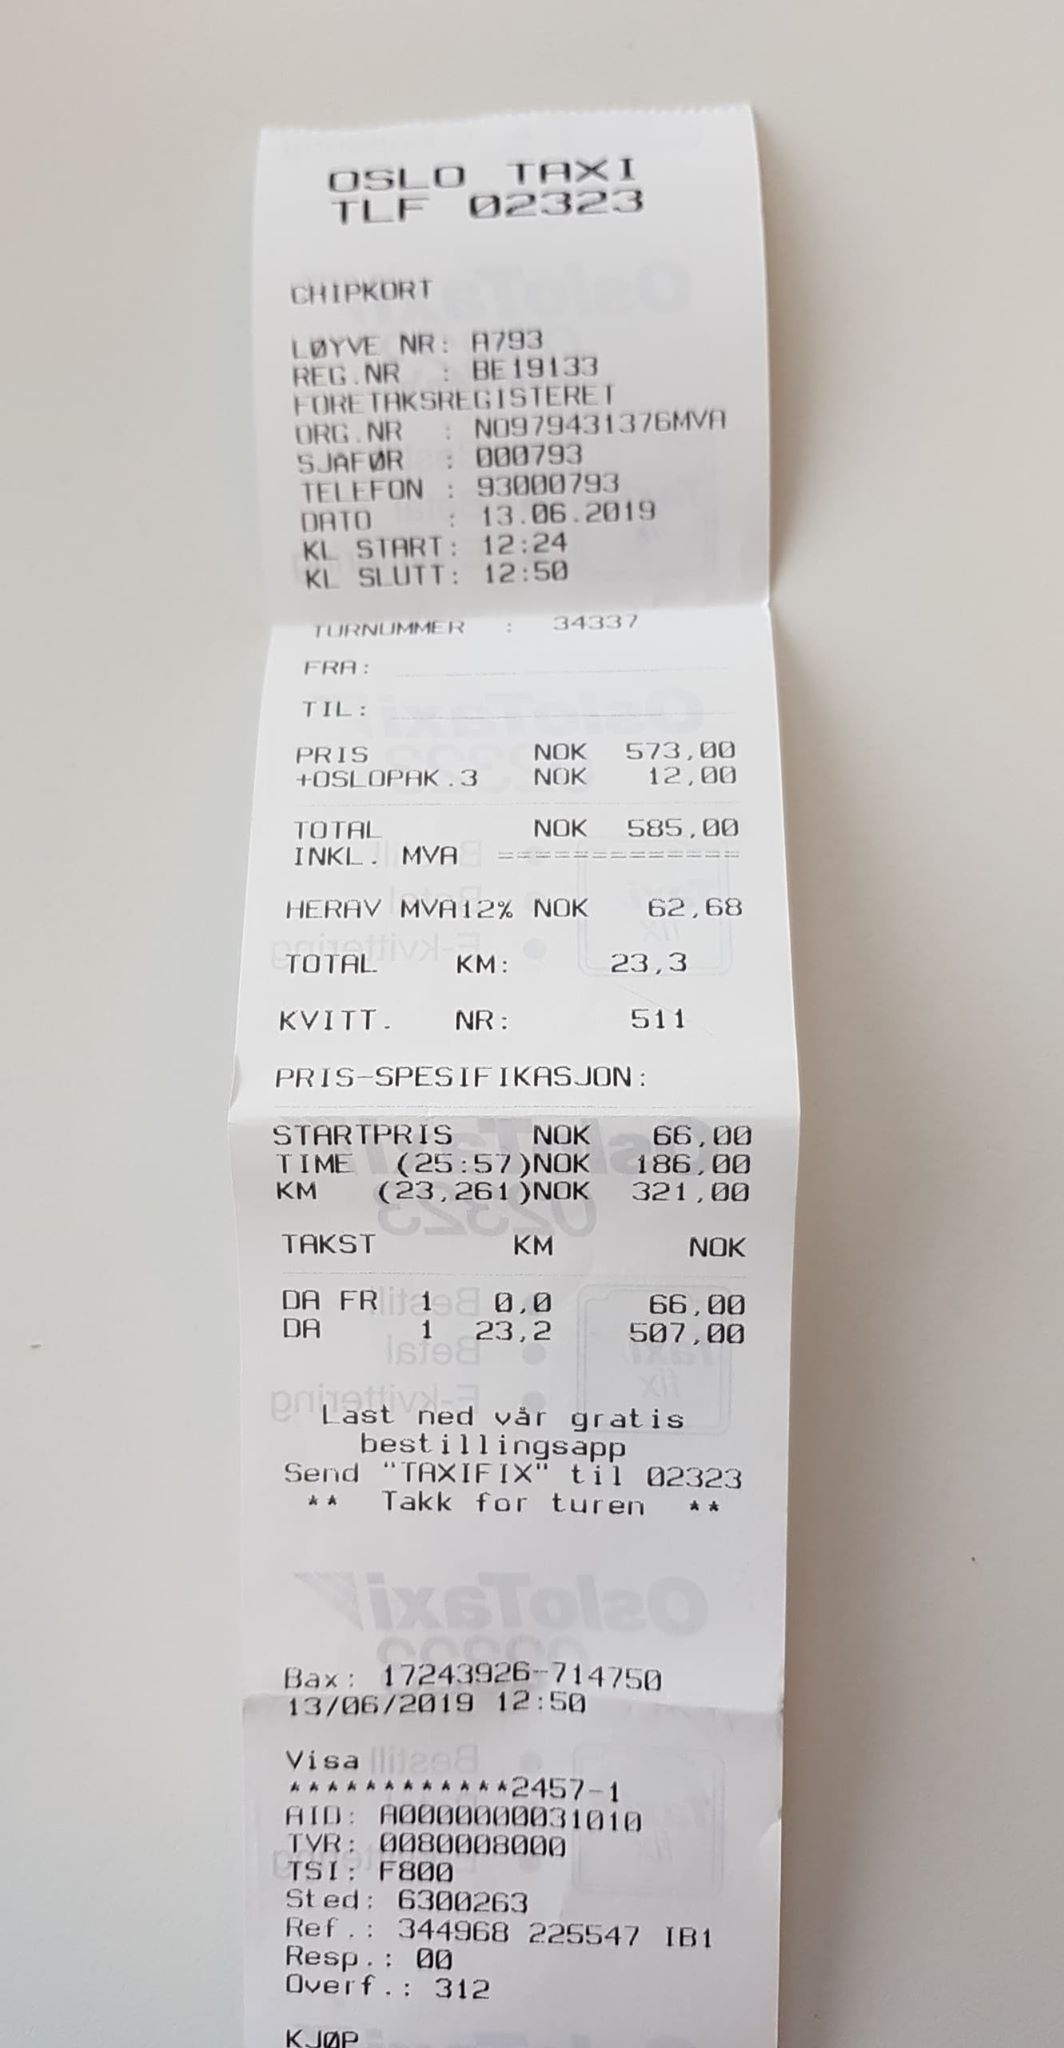 OSLO TAXI
TLF 02323
CHIPKORT
LØYVE NR: A793
REG.NR : BE19133
FORETAKSREGISTERET
ORG.NR : NO979431376MVA
SJAFØR : 000793
TELEFON : 93000793
DATO : 13.06.2019
KL START: 12:24
KL SLUTT: 12:50
TURNUMMER : 34337
FRA:
TIL:
PRIS NOK 573,00
+OSLOPAK.3 NOK 12,00
TOTAL NOK 585,00
INKL. MVA =============
HERAV MVA12% NOK 62,68
TOTAL KM: 23,3
KVITT. NR: 511
PRIS-SPESIFIKASJON:
STARTPRIS NOK 66,00
TIME (25:57)NOK 186,00
KM (23,261)NOK 321,00
TAKST KM NOK
DA FR 1 0,0 66,00
DA 1 23,2 507,00
Last ned vår gratis
bestillingsapp
Send "TAXIFIX" til 02323
** Takk for turen **
Bax: 17243926-714750
13/06/2019 12:50
Visa
************2457-1
AID: A0000000031010
TVR: 0080008000
TSI: F800
Sted: 6300263
Ref.: 344968 225547 IB1
Resp.: 00
Overf.: 312
KJØP